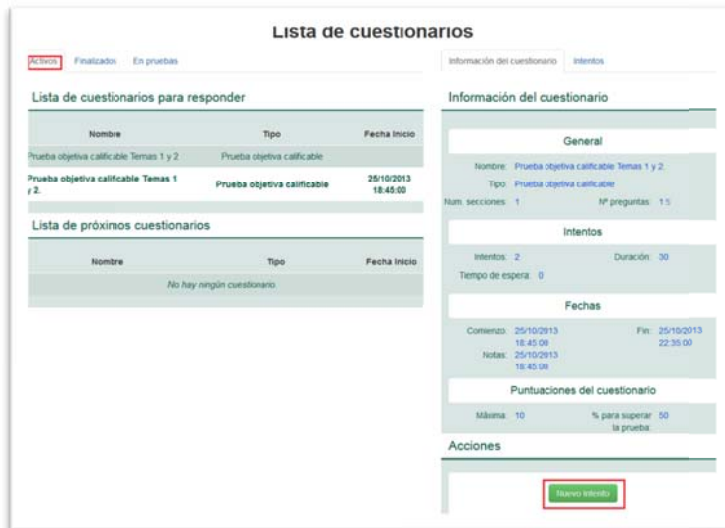 Lista de cuestionarios
Activos Finalizados En pruebas
Lista de cuestionarios para responder
Nombre Tipo Fecha Inicio
Prueba objetiva calificable Temas 1 y 2 Prueba objetiva calificable
Prueba objetiva calificable Temas 1 y 2. Prueba objetiva calificable 25/10/2013 18:45:00
Lista de próximos cuestionarios
Nombre Tipo Fecha Inicio
No hay ningún cuestionario.
Información del cuestionario Intentos
Información del cuestionario
General
Nombre: Prueba objetiva calificable Temas 1 y 2.
Tipo: Prueba objetiva calificable
Num. secciones: 1 Nº preguntas: 15
Intentos
Intentos: 2 Duración: 30
Tiempo de espera: 0
Fechas
Comienzo: 25/10/2013 18:45:00 Fin: 25/10/2013 22:35:00
Notas: 25/10/2013 18:45:00
Puntuaciones del cuestionario
Máxima: 10 % para superar la prueba: 50
Acciones
Nuevo Intento